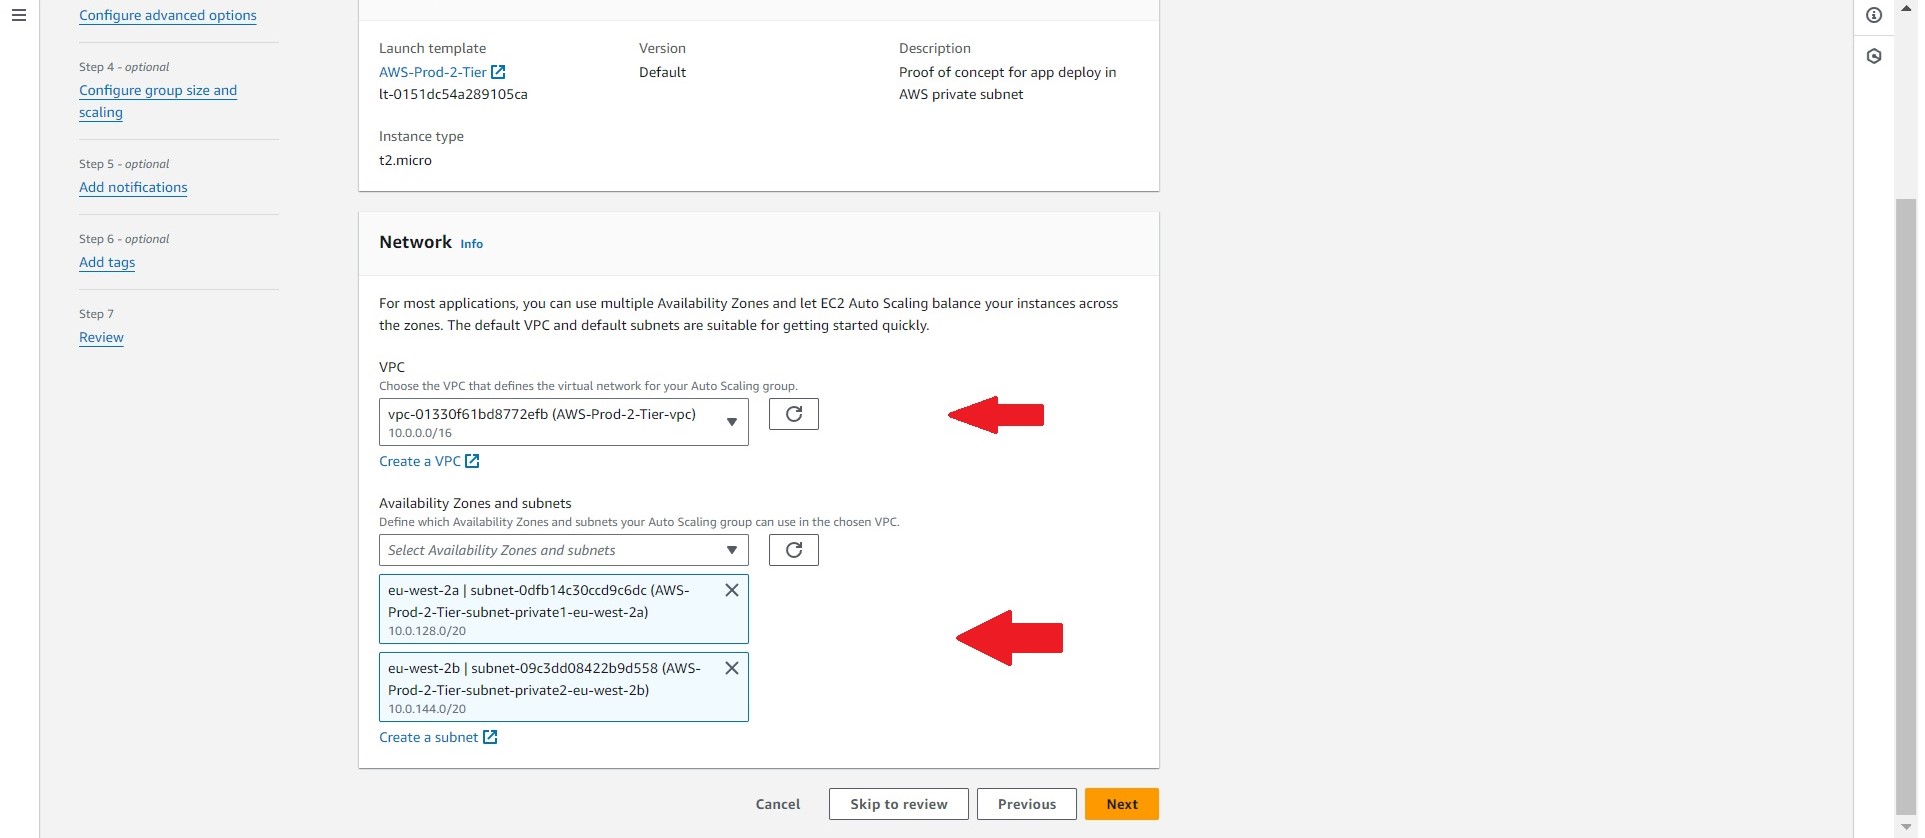 Configure advanced options
Step 4 - optional
Configure group size and
scaling
Step 5 - optional
Add notifications
Step 6 - optional
Add tags
Step 7
Review
Launch template
AWS-Prod-2-Tier
lt-0151dc54a289105ca
Version
Default
Description
Proof of concept for app deploy in
AWS private subnet
Instance type
t2.micro
Network Info
For most applications, you can use multiple Availability Zones and let EC2 Auto Scaling balance your instances across
the zones. The default VPC and default subnets are suitable for getting started quickly.
VPC
Choose the VPC that defines the virtual network for your Auto Scaling group.
vpc-01330f61bd8772efb (AWS-Prod-2-Tier-vpc)
10.0.0.0/16
Create a VPC
Availability Zones and subnets
Define which Availability Zones and subnets your Auto Scaling group can use in the chosen VPC.
Select Availability Zones and subnets
eu-west-2a | subnet-0dfb14c30ccd9c6dc (AWS-
Prod-2-Tier-subnet-private1-eu-west-2a)
10.0.128.0/20
eu-west-2b | subnet-09c3dd08422b9d558 (AWS-
Prod-2-Tier-subnet-private2-eu-west-2b)
10.0.144.0/20
Create a subnet
Cancel
Skip to review
Previous
Next